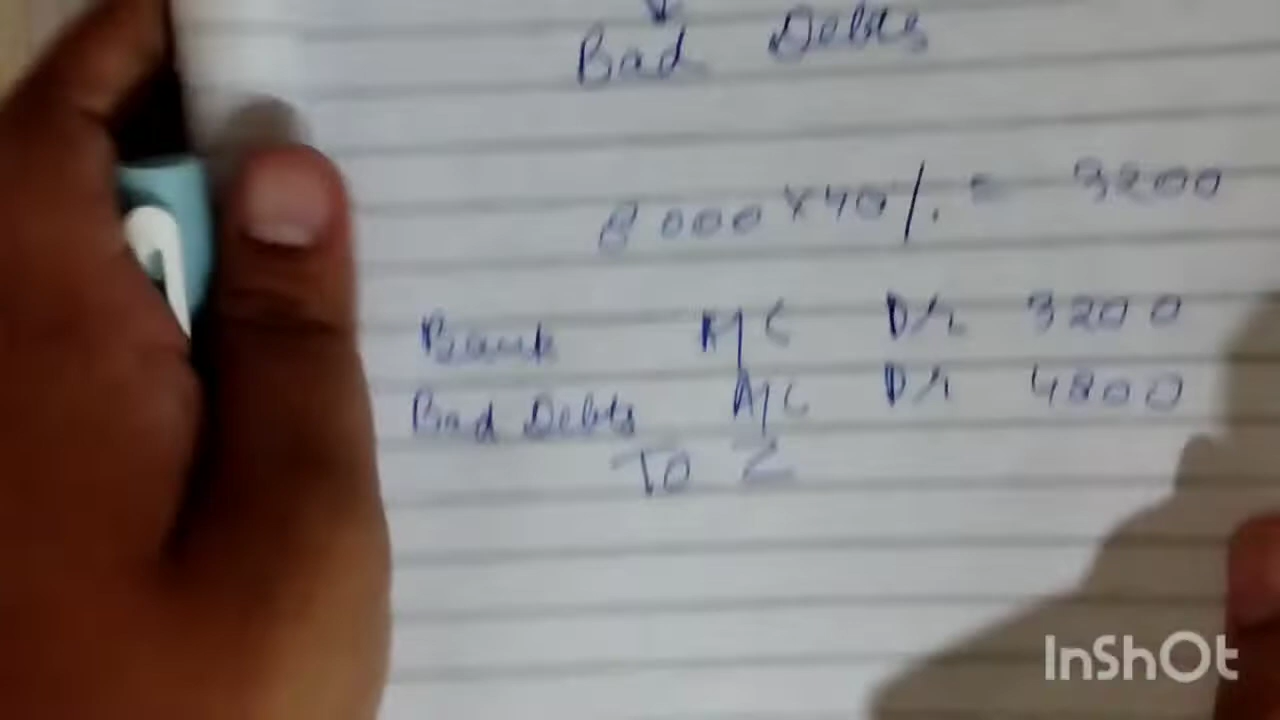 Bad Debts
8000 x 40/. = 3200
Bank A/C Dr 3200
Bad Debts A/C Dr 4800
To Z
InShOt